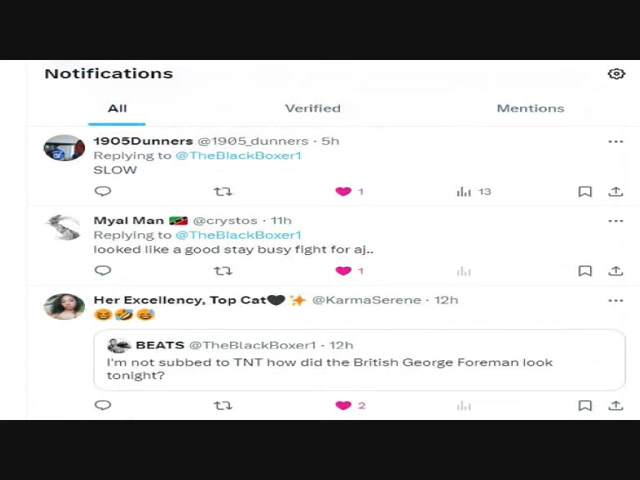 Notifications
All Verified Mentions
1905Dunners @1905_dunners · 5h
Replying to @TheBlackBoxer1
SLOW
1 13
Myal Man 🇰🇳 @crystos · 11h
Replying to @TheBlackBoxer1
looked like a good stay busy fight for aj..
1
Her Excellency, Top Cat🖤✨ @KarmaSerene · 12h
😆🤣😅
BEATS @TheBlackBoxer1 · 12h
I'm not subbed to TNT how did the British George Foreman look
tonight?
2